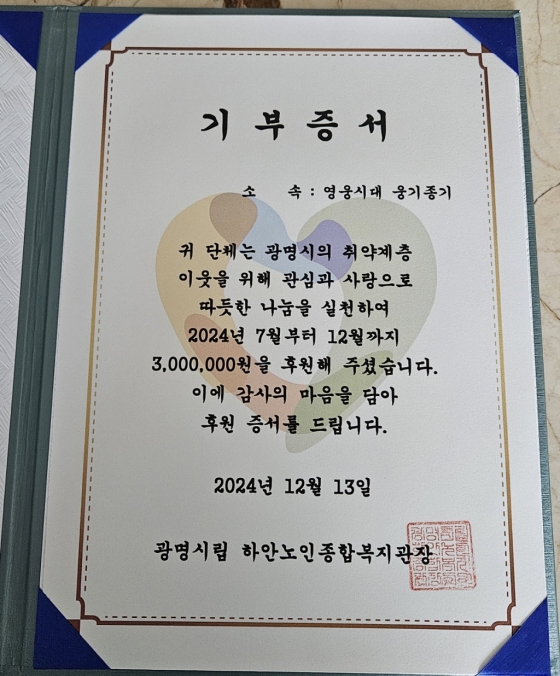 기부증서
소 속 : 영웅시대 웅기종기
귀 단체는 광명시의 취약계층
이웃을 위해 관심과 사랑으로
따듯한 나눔을 실천하여
2024년 7월부터 12월까지
3,000,000원을 후원해 주셨습니다.
이에 감사의 마음을 담아
후원 증서를 드립니다.
2024년 12월 13일
광명시립 하안노인종합복지관장